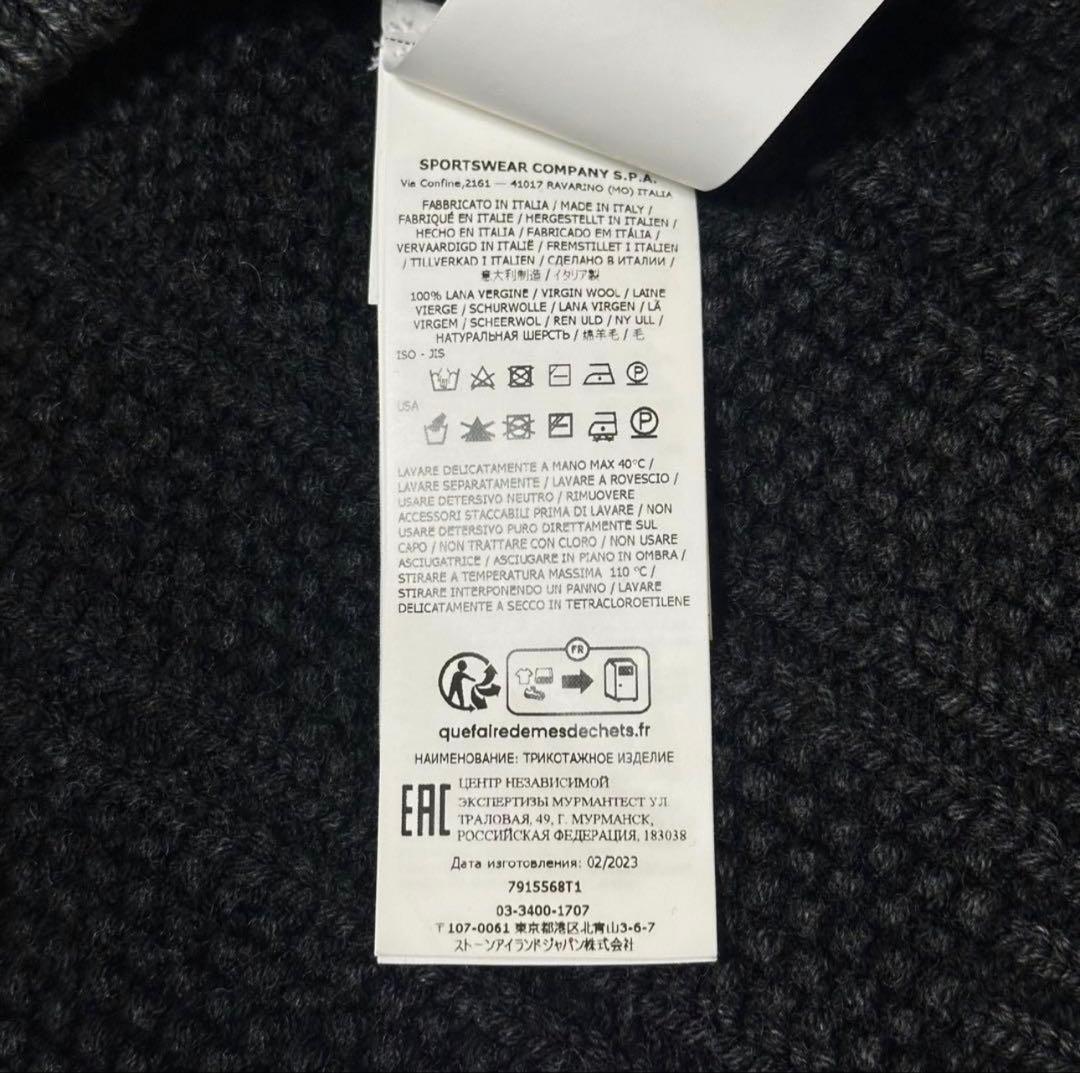 SPORTSWEAR COMPANY S.P.A.
Via Confine,2161 — 41017 RAVARINO (MO) ITALIA
FABBRICATO IN ITALIA / MADE IN ITALY /
FABRIQUÉ EN ITALIE / HERGESTELLT IN ITALIEN /
HECHO EN ITALIA / FABRICADO EM ITÁLIA /
VERVAARDIGD IN ITALIË / FREMSTILLET I ITALIEN
/ TILLVERKAD I ITALIEN / СДЕЛАНО В ИТАЛИИ /
意大利制造 / イタリア製
100% LANA VERGINE / VIRGIN WOOL / LAINE
VIERGE / SCHURWOLLE / LANA VIRGEN / LÃ
VIRGEM / SCHEERWOL / REN ULD / NY ULL /
НАТУРАЛЬНАЯ ШЕРСТЬ / 绵羊毛 / 毛
ISO - JIS
P
USA
P
LAVARE DELICATAMENTE A MANO MAX 40°C /
LAVARE SEPARATAMENTE / LAVARE A ROVESCIO /
USARE DETERSIVO NEUTRO / RIMUOVERE
ACCESSORI STACCABILI PRIMA DI LAVARE / NON
USARE DETERSIVO PURO DIRETTAMENTE SUL
CAPO / NON TRATTARE CON CLORO / NON USARE
ASCIUGATRICE / ASCIUGARE IN PIANO IN OMBRA /
STIRARE A TEMPERATURA MASSIMA 110 °C /
STIRARE INTERPONENDO UN PANNO / LAVARE
DELICATAMENTE A SECCO IN TETRACLOROETILENE
FR
quefairedemesdechets.fr
НАИМЕНОВАНИЕ: ТРИКОТАЖНОЕ ИЗДЕЛИЕ
EAC
ЦЕНТР НЕЗАВИСИМОЙ
ЭКСПЕРТИЗЫ МУРМАНТЕСТ УЛ.
ТРАЛОВАЯ, 49, Г. МУРМАНСК,
РОССИЙСКАЯ ФЕДЕРАЦИЯ, 183038
Дата изготовления: 02/2023
7915568T1
03-3400-1707
〒107-0061 東京都港区北青山3-6-7
ストーンアイランドジャパン株式会社